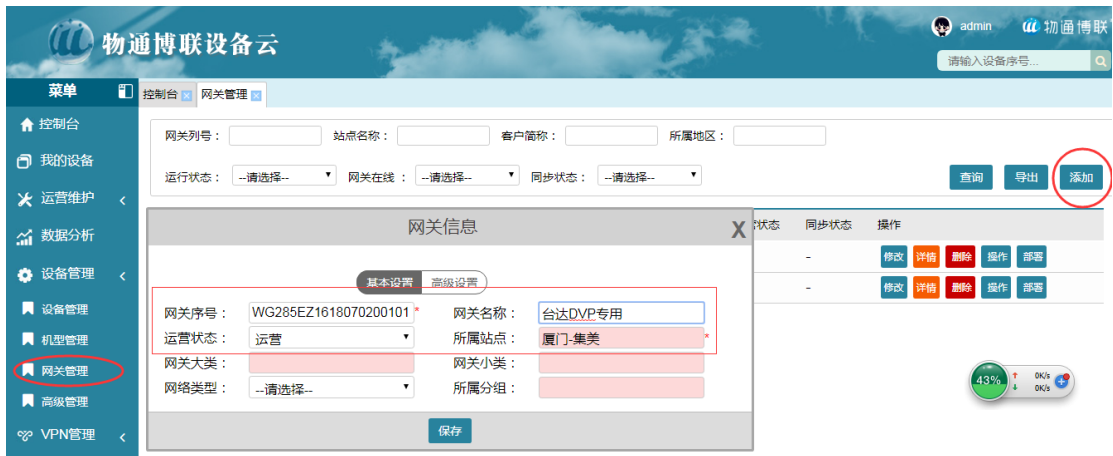 物通博联设备云
admin
物通博联
请输入设备序号...
菜单
控制台
网关管理
控制台
我的设备
运营维护
数据分析
设备管理
设备管理
机型管理
网关管理
高级管理
VPN管理
网关列号： 站点名称： 客户简称： 所属地区：
运行状态： --请选择-- 网关在线 ： --请选择-- 同步状态： --请选择--
查询 导出 添加
状态 同步状态 操作
- 修改 详情 删除 操作 部署
- 修改 详情 删除 操作 部署
网关信息 X
基本设置 高级设置
网关序号： WG285EZ1618070200101 * 网关名称： 台达DVP专用
运营状态： 运营 所属站点： 厦门-集美 *
网关大类： 网关小类：
网络类型： --请选择-- 所属分组：
保存
43% 0K/s
0K/s